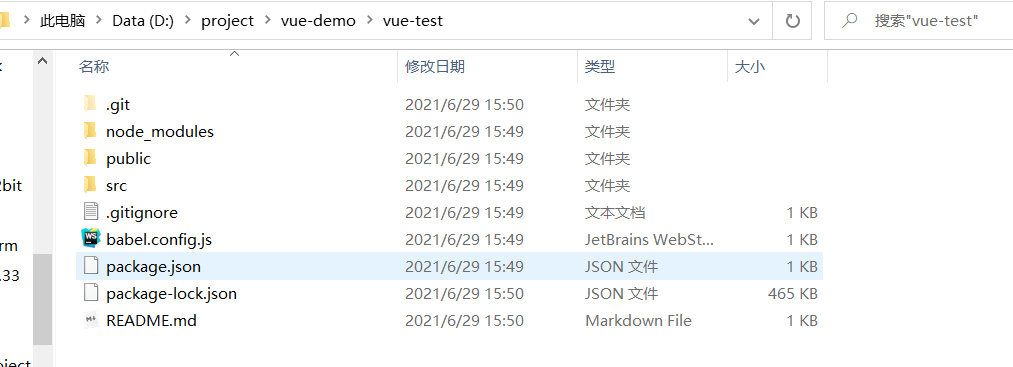 此电脑 > Data (D:) > project > vue-demo > vue-test 搜索"vue-test"
名称 修改日期 类型 大小
.git 2021/6/29 15:50 文件夹
node_modules 2021/6/29 15:49 文件夹
public 2021/6/29 15:49 文件夹
src 2021/6/29 15:49 文件夹
2bit
.gitignore 2021/6/29 15:49 文本文档 1 KB
babel.config.js 2021/6/29 15:49 JetBrains WebSt... 1 KB
rm
package.json 2021/6/29 15:49 JSON 文件 1 KB
.33
package-lock.json 2021/6/29 15:50 JSON 文件 465 KB
README.md 2021/6/29 15:50 Markdown File 1 KB